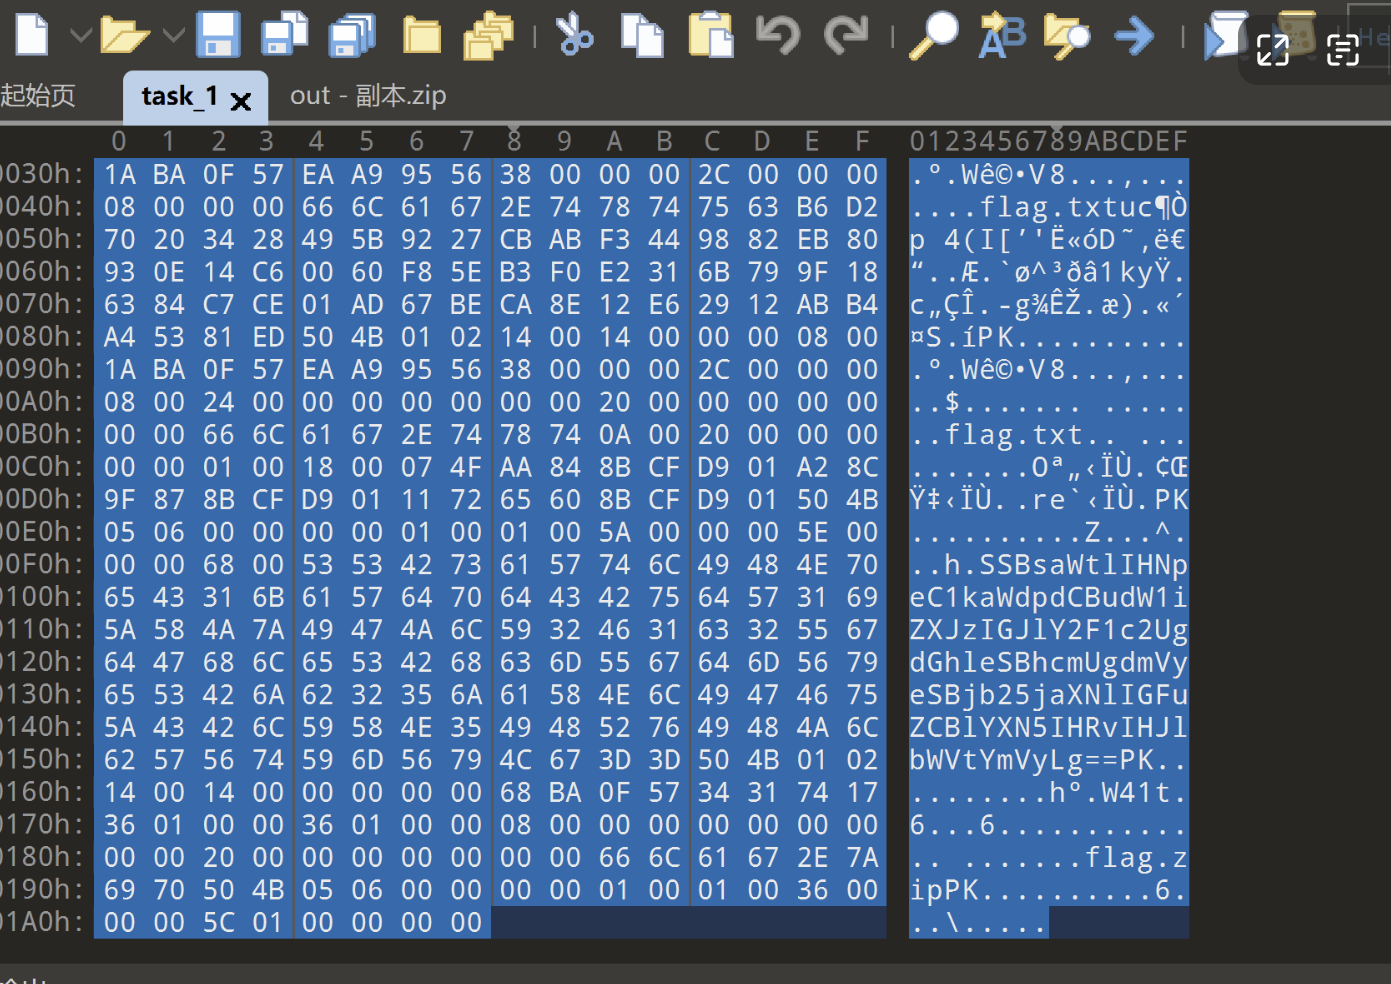 He
起始页 task_1 out - 副本.zip
0 1 2 3 4 5 6 7 8 9 A B C D E F 0123456789ABCDEF
0030h: 1A BA 0F 57 EA A9 95 56 38 00 00 00 2C 00 00 00 .º.Wê©•V8...,...
0040h: 08 00 00 00 66 6C 61 67 2E 74 78 74 75 63 B6 D2 ....flag.txtuc¶Ò
0050h: 70 20 34 28 49 5B 92 27 CB AB F3 44 98 82 EB 80 p 4(I[’'Ë«óD˜‚ë€
0060h: 93 0E 14 C6 00 60 F8 5E B3 F0 E2 31 6B 79 9F 18 “..Æ.`ø^³ðâ1kyŸ.
0070h: 63 84 C7 CE 01 AD 67 BE CA 8E 12 E6 29 12 AB B4 c„ÇÎ.-g¾ÊŽ.æ).«´
0080h: A4 53 81 ED 50 4B 01 02 14 00 14 00 00 00 08 00 ¤S.íPK..........
0090h: 1A BA 0F 57 EA A9 95 56 38 00 00 00 2C 00 00 00 .º.Wê©•V8...,...
00A0h: 08 00 24 00 00 00 00 00 00 00 20 00 00 00 00 00 ..$....... .....
00B0h: 00 00 66 6C 61 67 2E 74 78 74 0A 00 20 00 00 00 ..flag.txt.. ...
00C0h: 00 00 01 00 18 00 07 4F AA 84 8B CF D9 01 A2 8C .......Oª„‹ÏÙ.¢Œ
00D0h: 9F 87 8B CF D9 01 11 72 65 60 8B CF D9 01 50 4B Ÿ‡‹ÏÙ..re`‹ÏÙ.PK
00E0h: 05 06 00 00 00 00 01 00 01 00 5A 00 00 00 5E 00 ..........Z...^.
00F0h: 00 00 68 00 53 53 42 73 61 57 74 6C 49 48 4E 70 ..h.SSBsaWtlIHNp
0100h: 65 43 31 6B 61 57 64 70 64 43 42 75 64 57 31 69 eC1kaWdpdCBudW1i
0110h: 5A 58 4A 7A 49 47 4A 6C 59 32 46 31 63 32 55 67 ZXJzIGJlY2F1c2Ug
0120h: 64 47 68 6C 65 53 42 68 63 6D 55 67 64 6D 56 79 dGhleSBhcmUgdmVy
0130h: 65 53 42 6A 62 32 35 6A 61 58 4E 6C 49 47 46 75 eSBjb25jaXNlIGFu
0140h: 5A 43 42 6C 59 58 4E 35 49 48 52 76 49 48 4A 6C ZCBlYXN5IHRvIHJl
0150h: 62 57 56 74 59 6D 56 79 4C 67 3D 3D 50 4B 01 02 bWVtYmVyLg==PK..
0160h: 14 00 14 00 00 00 00 00 68 BA 0F 57 34 31 74 17 ........hº.W41t.
0170h: 36 01 00 00 36 01 00 00 08 00 00 00 00 00 00 00 6...6...........
0180h: 00 00 20 00 00 00 00 00 00 00 66 6C 61 67 2E 7A .. .......flag.z
0190h: 69 70 50 4B 05 06 00 00 00 00 01 00 01 00 36 00 ipPK..........6.
01A0h: 00 00 5C 01 00 00 00 00 ..\.....